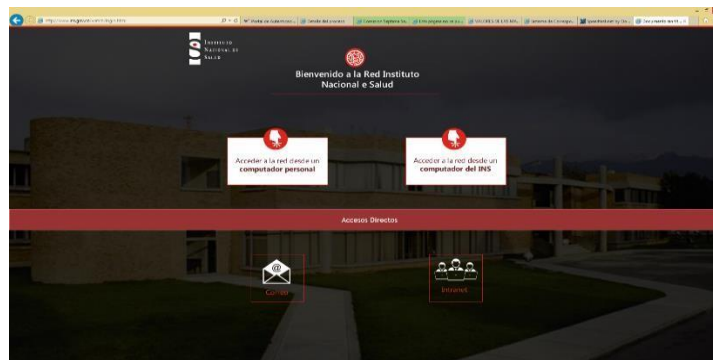 INSTITUTO
NACIONAL DE
SALUD
Bienvenido a la Red Instituto
Nacional e Salud
Acceder a la red desde un
computador personal
Acceder a la red desde un
computador del INS
Accesos Directos
@
Correo
Intranet